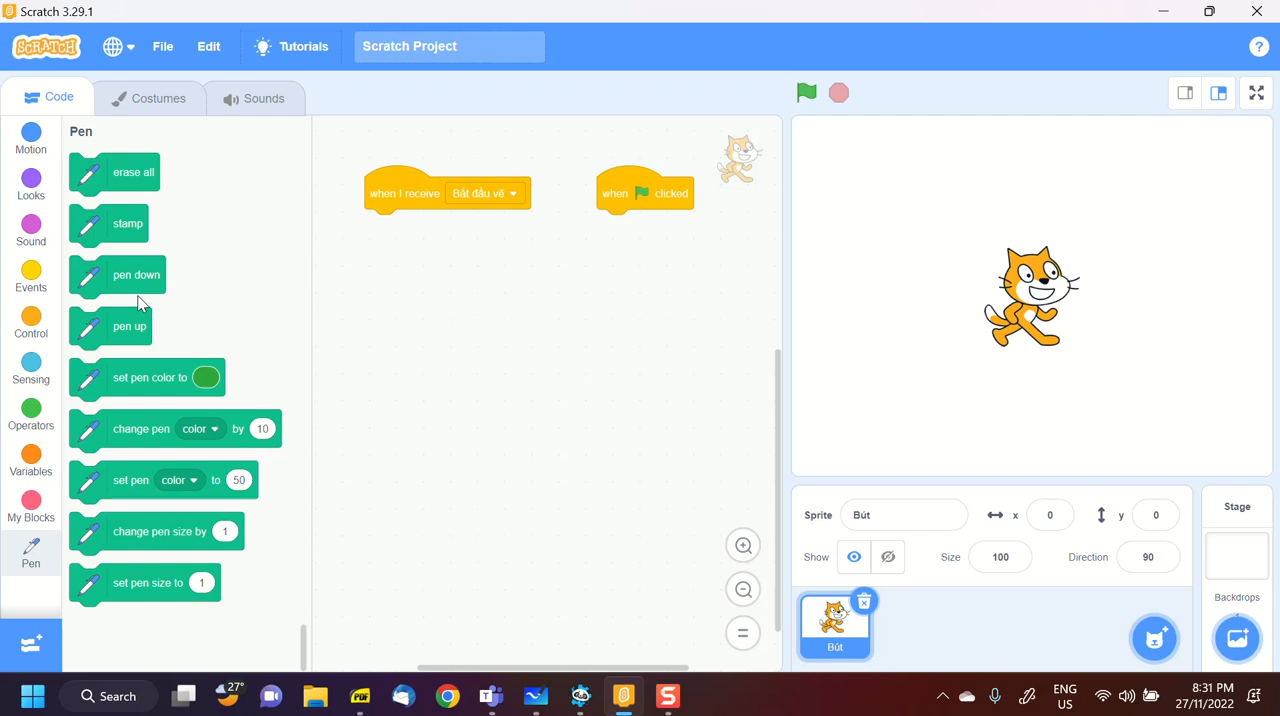 Scratch 3.29.1
SCRATCH
File
Edit
Tutorials
Scratch Project
?
Code
Costumes
Sounds
Motion
Looks
Sound
Events
Control
Sensing
Operators
Variables
My Blocks
Pen
Pen
erase all
stamp
pen down
pen up
set pen color to
change pen color by 10
set pen color to 50
change pen size by 1
set pen size to 1
when I receive Bắt đầu vẽ
when clicked
Sprite Bút x 0 y 0
Show Size 100 Direction 90
Bút
Stage
Backdrops
Search
27°
PDF
S
ENG
US
8:31 PM
27/11/2022